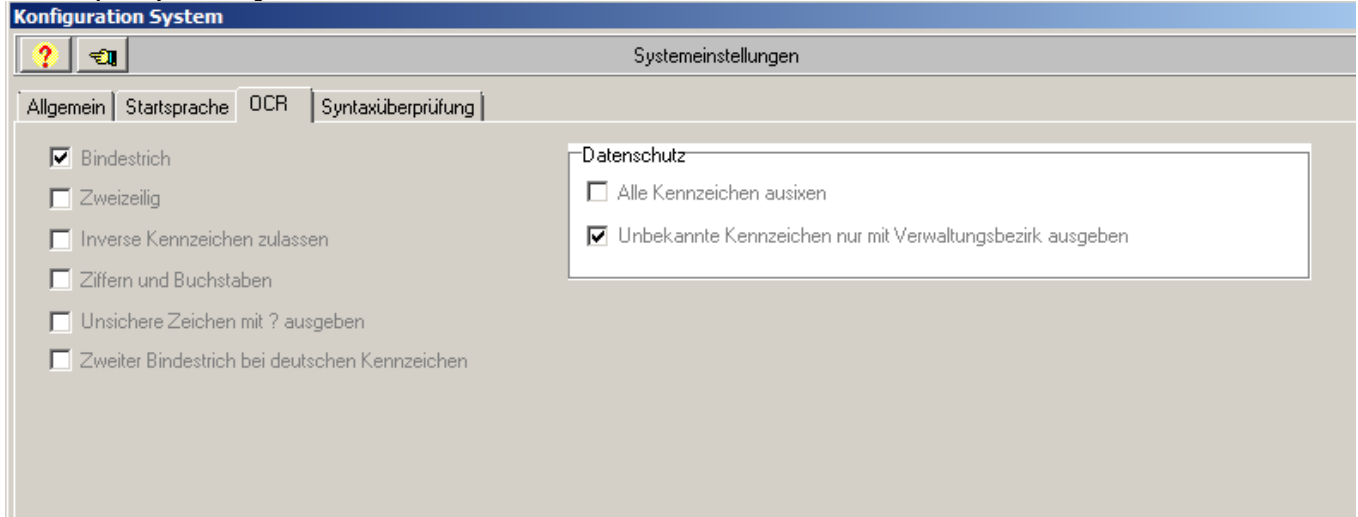 Konfiguration System
?
Systemeinstellungen
Allgemein Startsprache OCR Syntaxüberprüfung
Bindestrich
Zweizeilig
Inverse Kennzeichen zulassen
Ziffern und Buchstaben
Unsichere Zeichen mit ? ausgeben
Zweiter Bindestrich bei deutschen Kennzeichen
Datenschutz
Alle Kennzeichen ausixen
Unbekannte Kennzeichen nur mit Verwaltungsbezirk ausgeben